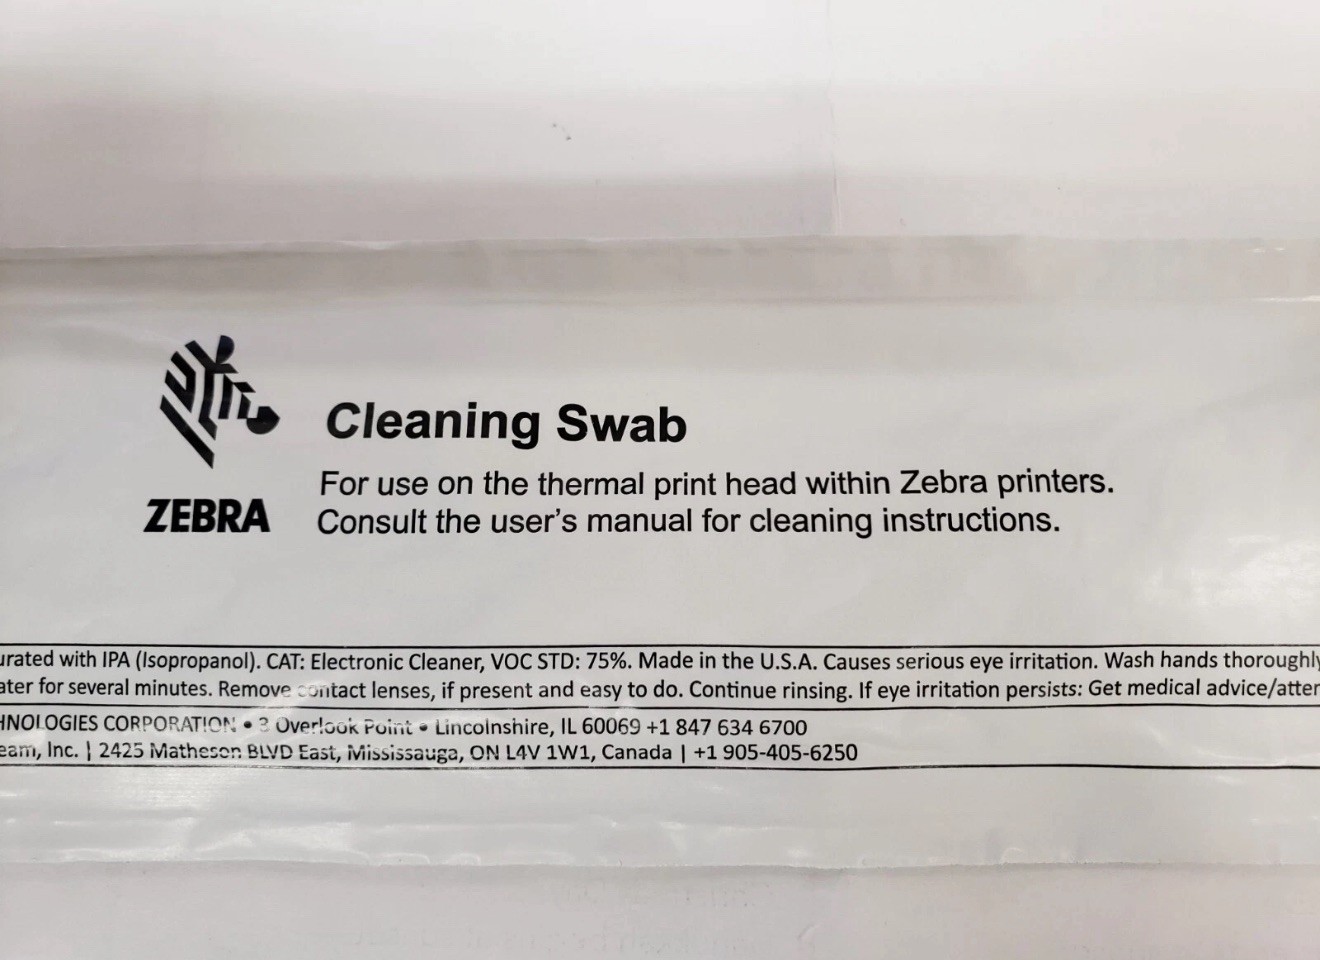 Cleaning Swab
For use on the thermal print head within Zebra printers.
ZEBRA
Consult the user's manual for cleaning instructions.
urated with IPA (Isopropanol). CAT: Electronic Cleaner, VOC STD: 75%. Made in the U.S.A. Causes serious eye irritation. Wash hands thoroughly
ater for several minutes. Remove contact lenses, if present and easy to do. Continue rinsing. If eye irritation persists: Get medical advice/atten
HNOLOGIES CORPORATION • 3 Overlook Point • Lincolnshire, IL 60069 +1 847 634 6700
eam, Inc. | 2425 Matheson BLVD East, Mississauga, ON L4V 1W1, Canada | +1 905-405-6250